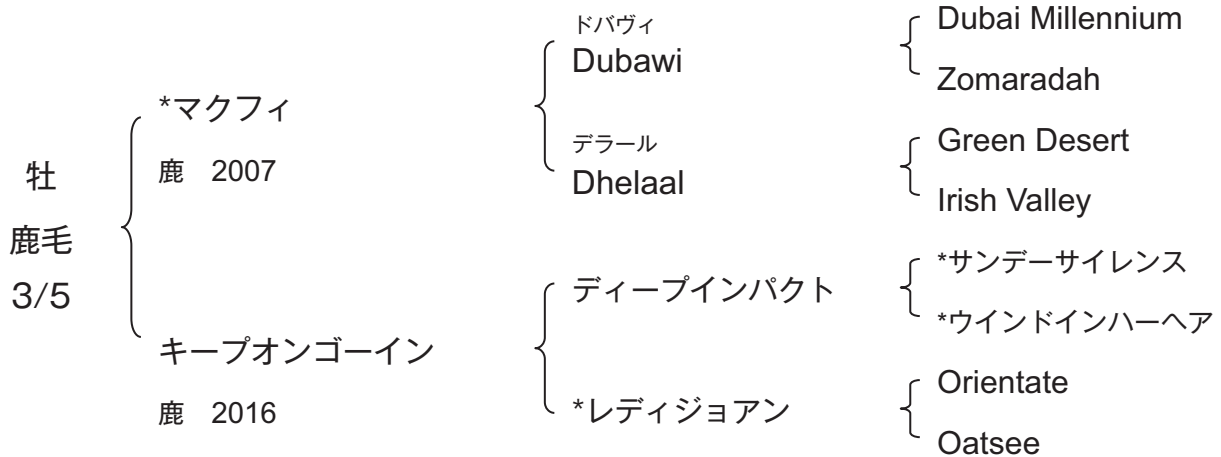 牡
鹿毛
3/5
*マクフィ
鹿 2007
キープオンゴーイン
鹿 2016
ドバヴィ
Dubawi
デラール
Dhelaal
ディープインパクト
*レディジョアン
Dubai Millennium
Zomaradah
Green Desert
Irish Valley
*サンデーサイレンス
*ウインドインハーヘア
Orientate
Oatsee